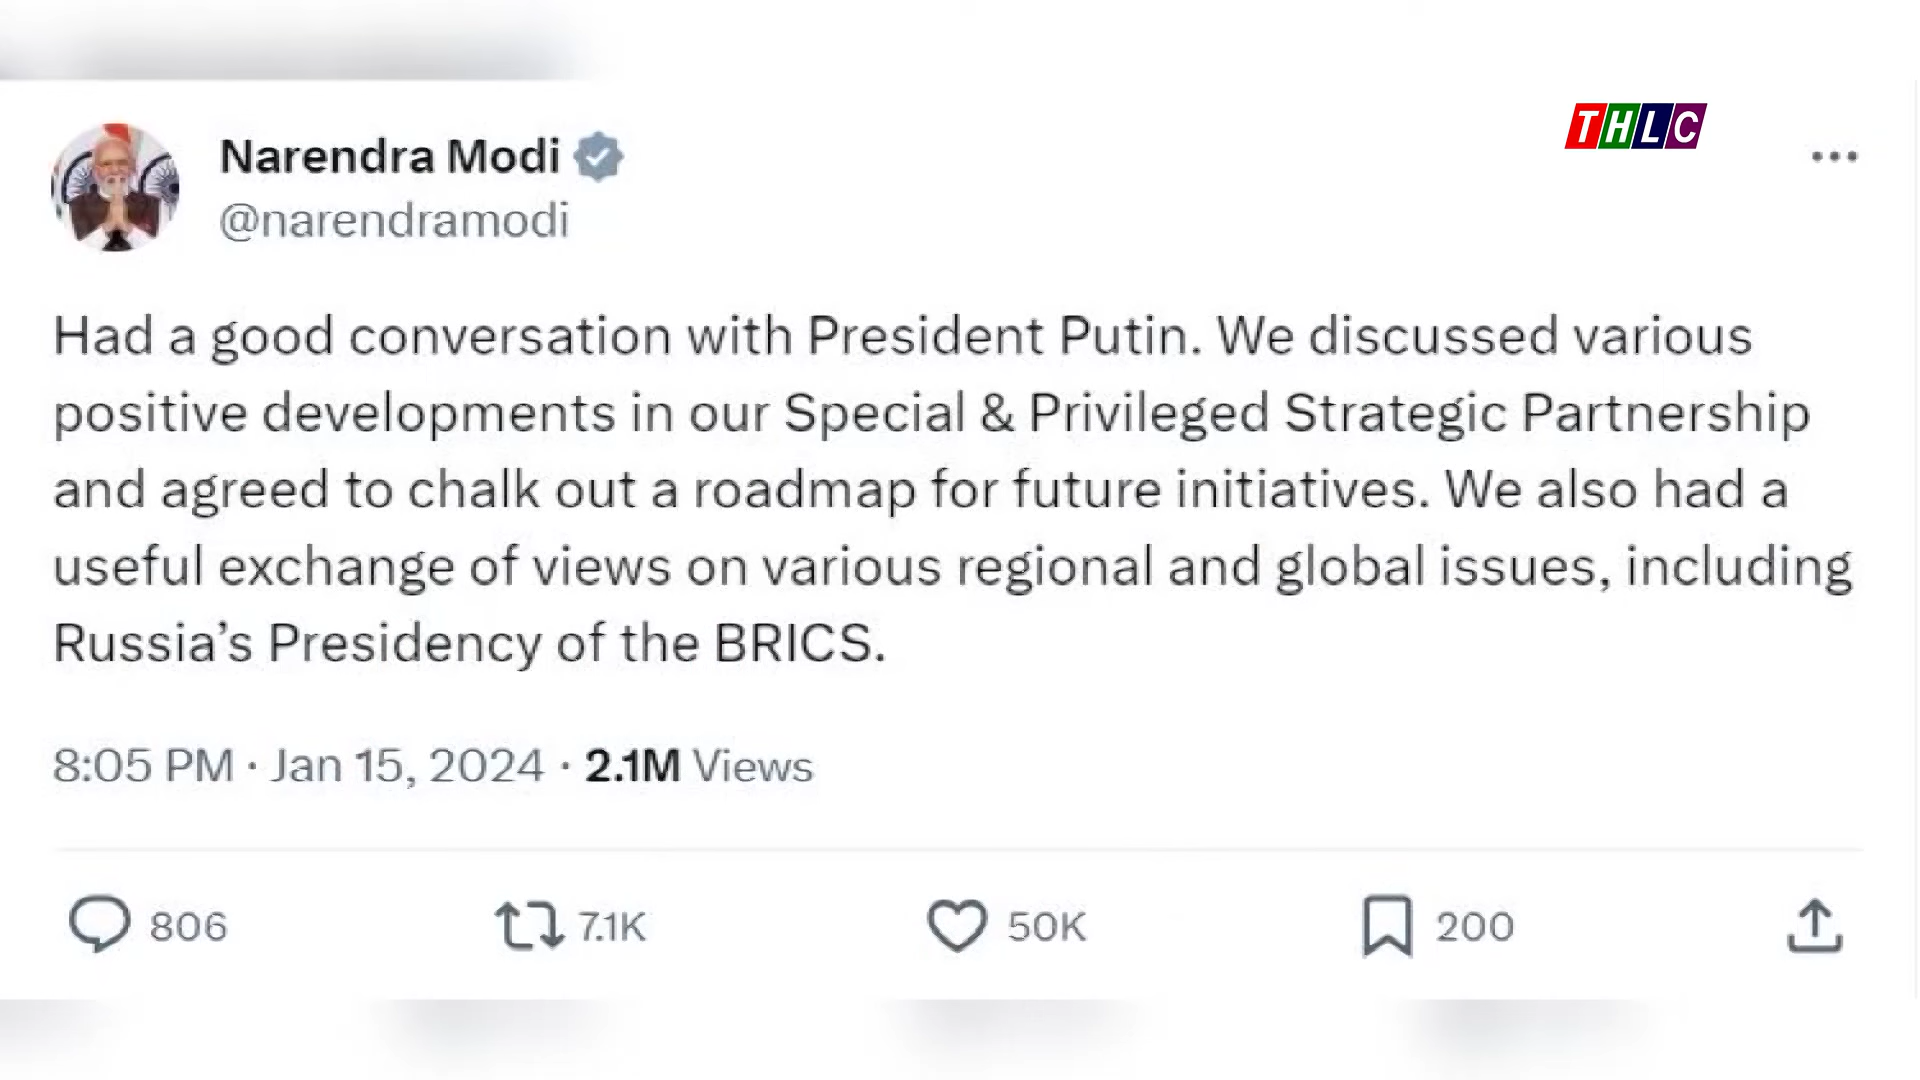 THLC
Narendra Modi
@narendramodi
Had a good conversation with President Putin. We discussed various
positive developments in our Special & Privileged Strategic Partnership
and agreed to chalk out a roadmap for future initiatives. We also had a
useful exchange of views on various regional and global issues, including
Russia’s Presidency of the BRICS.
8:05 PM · Jan 15, 2024 · 2.1M Views
806 7.1K 50K 200